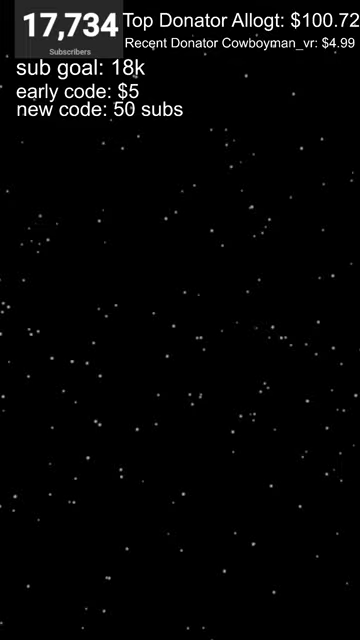 17,734
Subscribers
Top Donator Allogt: $100.72
Recent Donator Cowboyman_vr: $4.99
sub goal: 18k
early code: $5
new code: 50 subs